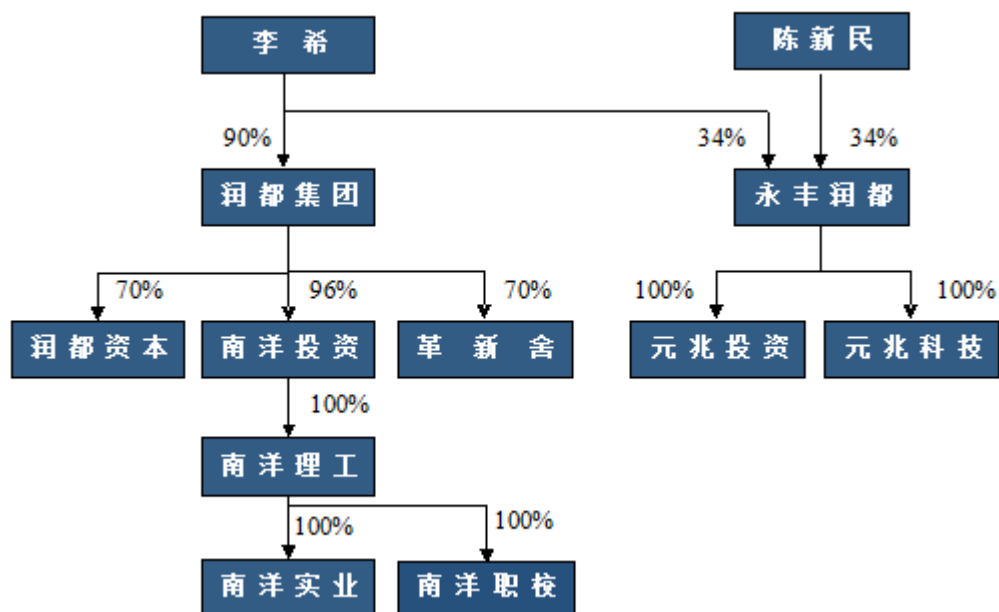 李希
陈新民
90%
34%
34%
润都集团
永丰润都
70%
96%
70%
100%
100%
润都资本
南洋投资
革新舍
元兆投资
元兆科技
100%
南洋理工
100%
100%
南洋实业
南洋职校